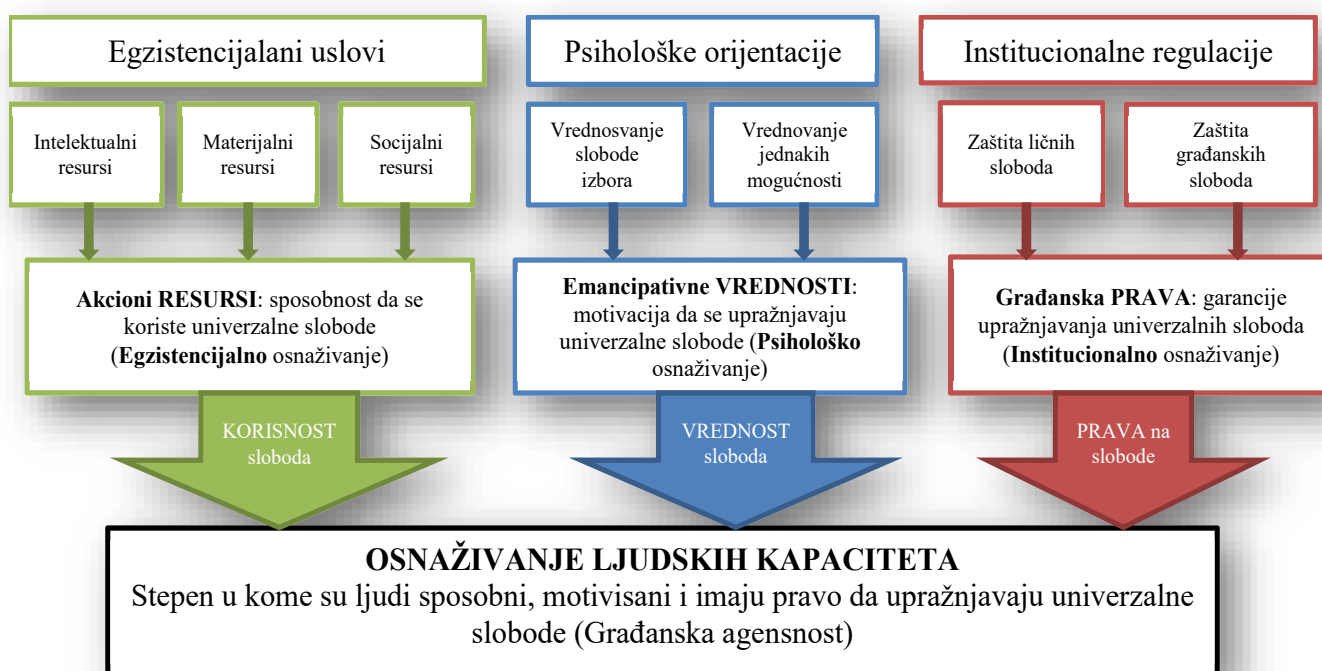 Egzistencijalani uslovi
Psihološke orijentacije
Institucionalne regulacije
Intelektualni
resursi
Materijalni
resursi
Socijalni
resursi
Vrednosvanje
slobode
izbora
Vrednovanje
jednakih
mogućnosti
Zaštita ličnih
sloboda
Zaštita
građanskih
sloboda
Akcioni RESURSI: sposobnost da se
koriste univerzalne slobode
(Egzistencijalno osnaživanje)
Emancipativne VREDNOSTI:
motivacija da se upražnjavaju
univerzalne slobode (Psihološko
osnaživanje)
Građanska PRAVA: garancije
upražnjavanja univerzalnih sloboda
(Institucionalno osnaživanje)
KORISNOST
sloboda
VREDNOST
sloboda
PRAVA na
slobode
OSNAŽIVANJE LJUDSKIH KAPACITETA
Stepen u kome su ljudi sposobni, motivisani i imaju pravo da upražnjavaju univerzalne
slobode (Građanska agensnost)